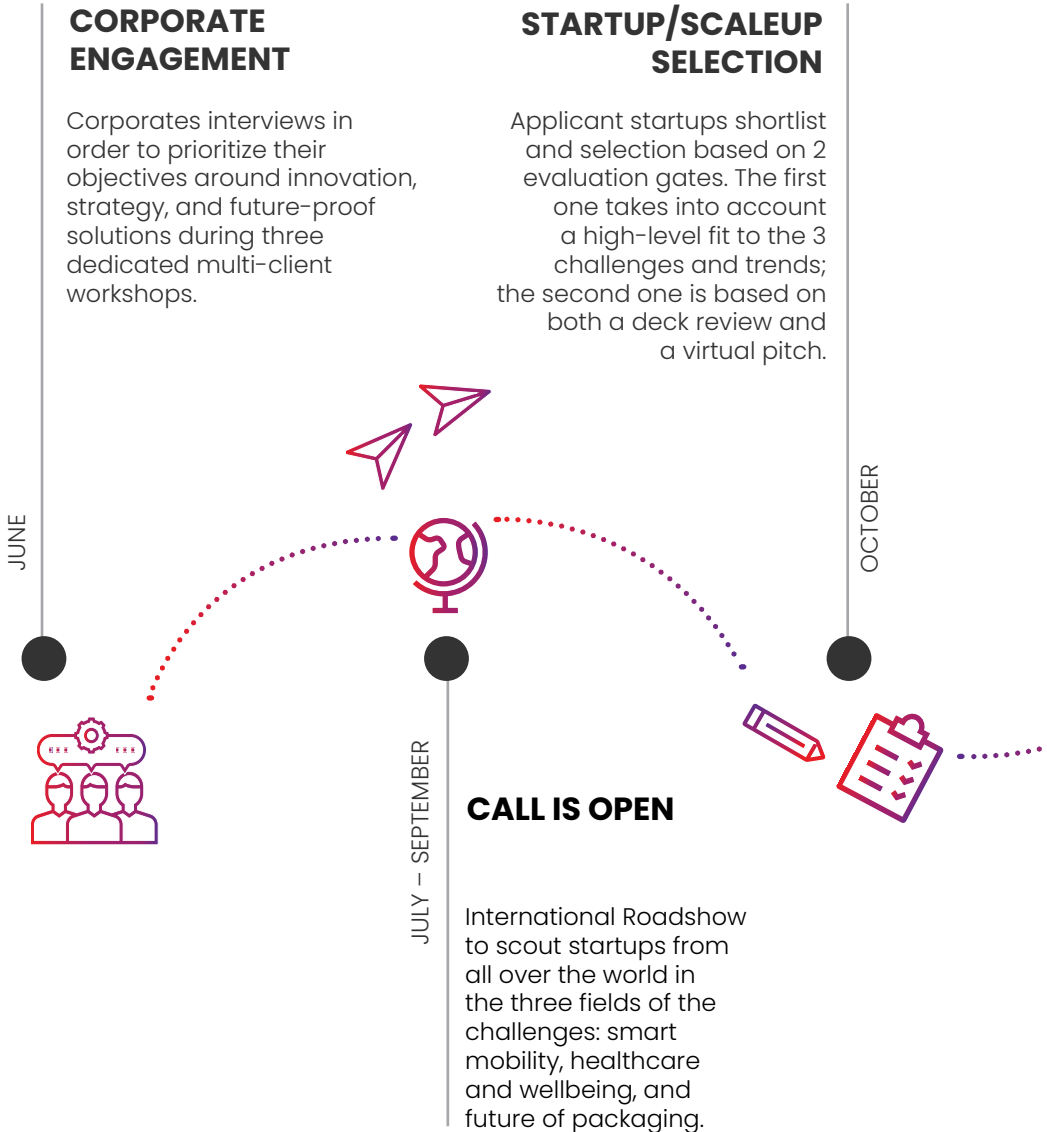 CORPORATE
ENGAGEMENT
Corporates interviews in
order to prioritize their
objectives around innovation,
strategy, and future-proof
solutions during three
dedicated multi-client
workshops.
JUNE
JULY – SEPTEMBER
CALL IS OPEN
International Roadshow
to scout startups from
all over the world in
the three fields of the
challenges: smart
mobility, healthcare
and wellbeing, and
future of packaging.
STARTUP/SCALEUP
SELECTION
Applicant startups shortlist
and selection based on 2
evaluation gates. The first
one takes into account
a high-level fit to the 3
challenges and trends;
the second one is based on
both a deck review and
a virtual pitch.
OCTOBER